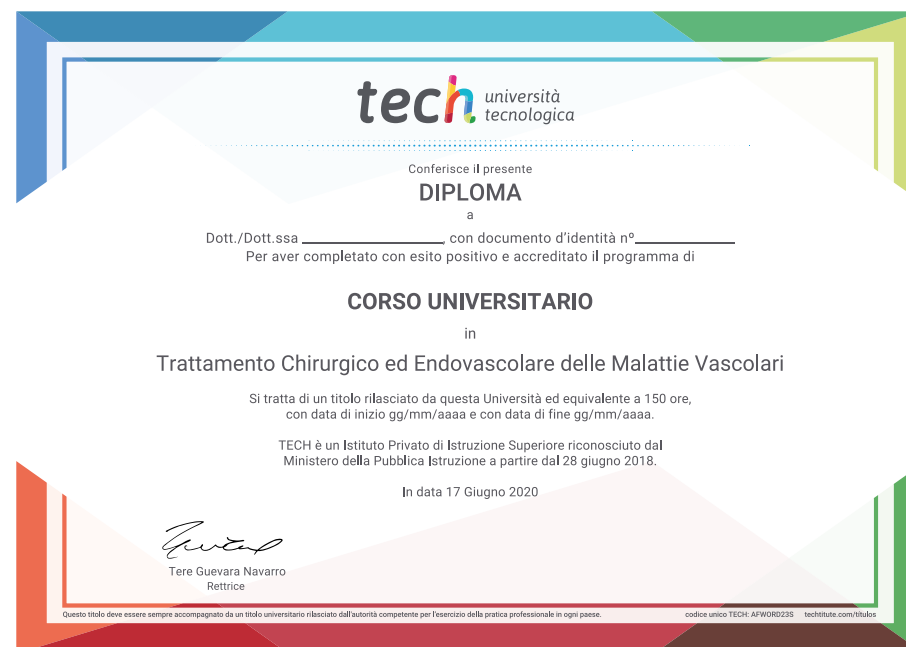 tech università
tecnologica
Conferisce il presente
DIPLOMA
a
Dott./Dott.ssa ____________________, con documento d'identità nº______________
Per aver completato con esito positivo e accreditato il programma di
CORSO UNIVERSITARIO
in
Trattamento Chirurgico ed Endovascolare delle Malattie Vascolari
Si tratta di un titolo rilasciato da questa Università ed equivalente a 150 ore,
con data di inizio gg/mm/aaaa e con data di fine gg/mm/aaaa.
TECH è un Istituto Privato di Istruzione Superiore riconosciuto dal
Ministero della Pubblica Istruzione a partire dal 28 giugno 2018.
In data 17 Giugno 2020
Tere Guevara Navarro
Rettrice
Questo titolo deve essere sempre accompagnato da un titolo universitario rilasciato dall'autorità competente per l'esercizio della pratica professionale in ogni paese. codice unico TECH: AFWORD23S techtitute.com/titulos